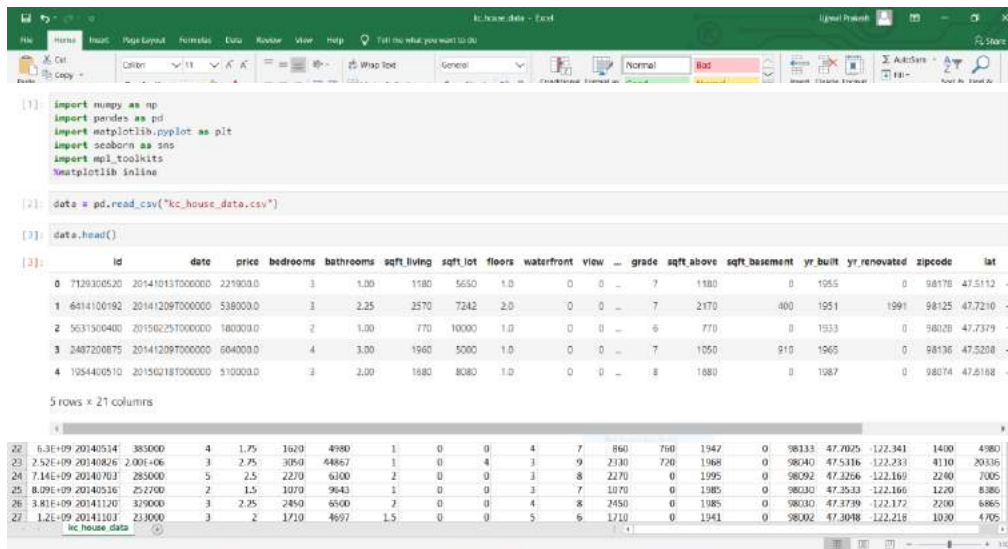 kc_house_data - Excel Ujjwal Prakash
File Home Insert Page Layout Formulas Data Review View Help Tell me what you want to do Share
Cut Calibri 11 Wrap Text General Normal Bad AutoSum
Copy Fill
[1]: import numpy as np
import pandas as pd
import matplotlib.pyplot as plt
import seaborn as sns
import mpl_toolkits
%matplotlib inline
[2]: data = pd.read_csv("kc_house_data.csv")
[3]: data.head()
[3]: id date price bedrooms bathrooms sqft_living sqft_lot floors waterfront view ... grade sqft_above sqft_basement yr_built yr_renovated zipcode lat
0 7129300520 20141013T000000 221900.0 3 1.00 1180 5650 1.0 0 0 ... 7 1180 0 1955 0 98178 47.5112
1 6414100192 20141209T000000 538000.0 3 2.25 2570 7242 2.0 0 0 ... 7 2170 400 1951 1991 98125 47.7210
2 5631500400 20150225T000000 180000.0 2 1.00 770 10000 1.0 0 0 ... 6 770 0 1933 0 98028 47.7379
3 2487200875 20141209T000000 604000.0 4 3.00 1960 5000 1.0 0 0 ... 7 1050 910 1965 0 98136 47.5208
4 1954400510 20150218T000000 510000.0 3 2.00 1680 8080 1.0 0 0 ... 8 1680 0 1987 0 98074 47.6168
5 rows × 21 columns
22 6.3E+09 20140514 385000 4 1.75 1620 4980 1 0 0 4 7 860 760 1947 0 98133 47.7025 -122.341 1400 4980
23 2.52E+09 20140826 2.00E+06 3 2.75 3050 44867 1 0 4 3 9 2330 720 1968 0 98040 47.5316 -122.233 4110 20336
24 7.14E+09 20140703 285000 5 2.5 2270 6300 2 0 0 3 8 2270 0 1995 0 98092 47.3266 -122.169 2240 7005
25 8.09E+09 20140516 252700 2 1.5 1070 9643 1 0 0 3 7 1070 0 1985 0 98030 47.3533 -122.166 1220 8386
26 3.81E+09 20141120 329000 3 2.25 2450 6500 2 0 0 4 8 2450 0 1985 0 98030 47.3739 -122.172 2200 6865
27 1.2E+09 20141103 233000 3 2 1710 4697 1.5 0 0 5 6 1710 0 1941 0 98002 47.3048 -122.218 1030 4705
kc_house_data